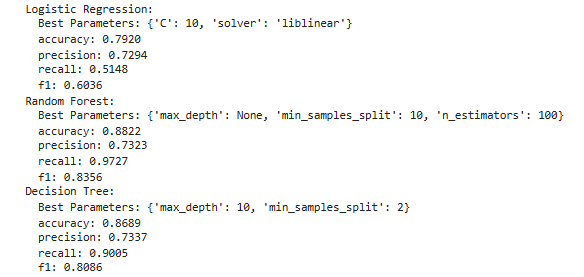 Logistic Regression:
Best Parameters: {'C': 10, 'solver': 'liblinear'}
accuracy: 0.7920
precision: 0.7294
recall: 0.5148
f1: 0.6036
Random Forest:
Best Parameters: {'max_depth': None, 'min_samples_split': 10, 'n_estimators': 100}
accuracy: 0.8822
precision: 0.7323
recall: 0.9727
f1: 0.8356
Decision Tree:
Best Parameters: {'max_depth': 10, 'min_samples_split': 2}
accuracy: 0.8689
precision: 0.7337
recall: 0.9005
f1: 0.8086